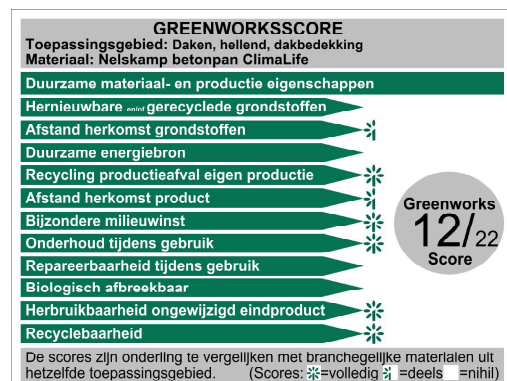 GREENWORKSSCORE
Toepassingsgebied: Daken, hellend, dakbedekking
Materiaal: Nelskamp betonpan ClimaLife
Duurzame materiaal- en productie eigenschappen
Hernieuwbare en/of gerecyclede grondstoffen
Afstand herkomst grondstoffen
Duurzame energiebron
Recycling productieafval eigen productie
Afstand herkomst product
Bijzondere milieuwinst
Onderhoud tijdens gebruik
Repareerbaarheid tijdens gebruik
Biologisch afbreekbaar
Herbruikbaarheid ongewijzigd eindproduct
Recyclebaarheid
Greenworks
12/22
Score
De scores zijn onderling te vergelijken met branchegelijke materialen uit
hetzelfde toepassingsgebied. (Scores: =volledig =deels =nihil)